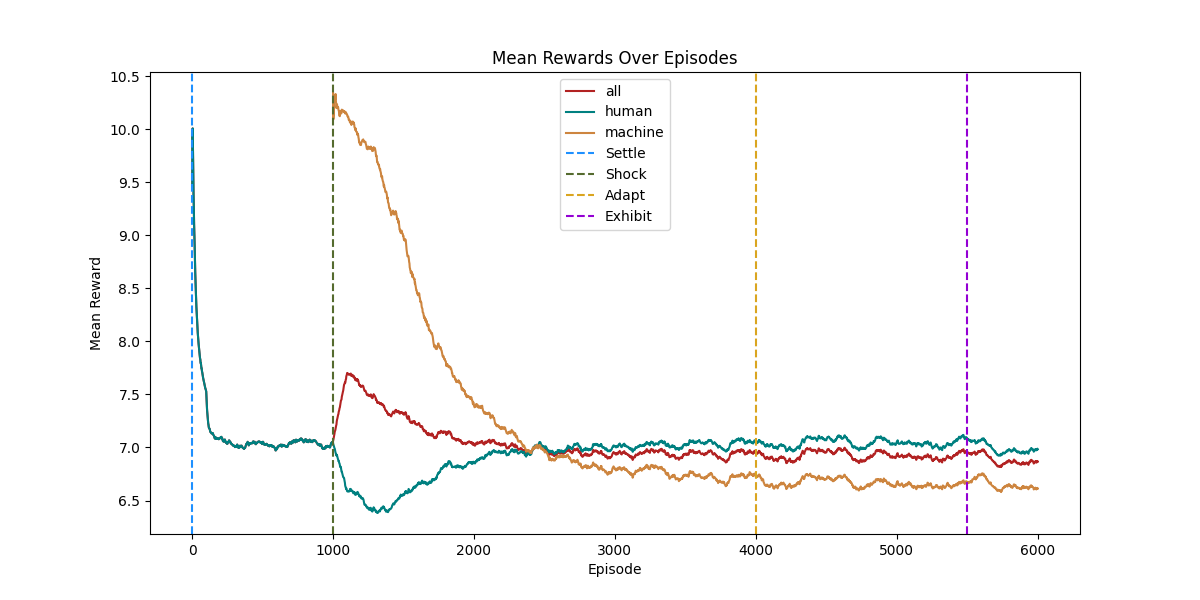 Mean Rewards Over Episodes
10.5
10.0
9.5
9.0
8.5
8.0
7.5
7.0
6.5
Mean Reward
all
human
machine
Settle
Shock
Adapt
Exhibit
0 1000 2000 3000 4000 5000 6000
Episode